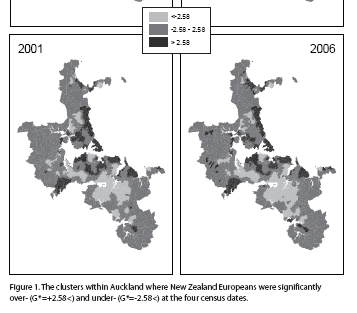 <-2.58
-2.58 - 2.58
> 2.58
2001
2006
Figure 1. The clusters within Auckland where New Zealand Europeans were significantly
over- (G*=+2.58<) and under- (G*=-2.58<) at the four census dates.